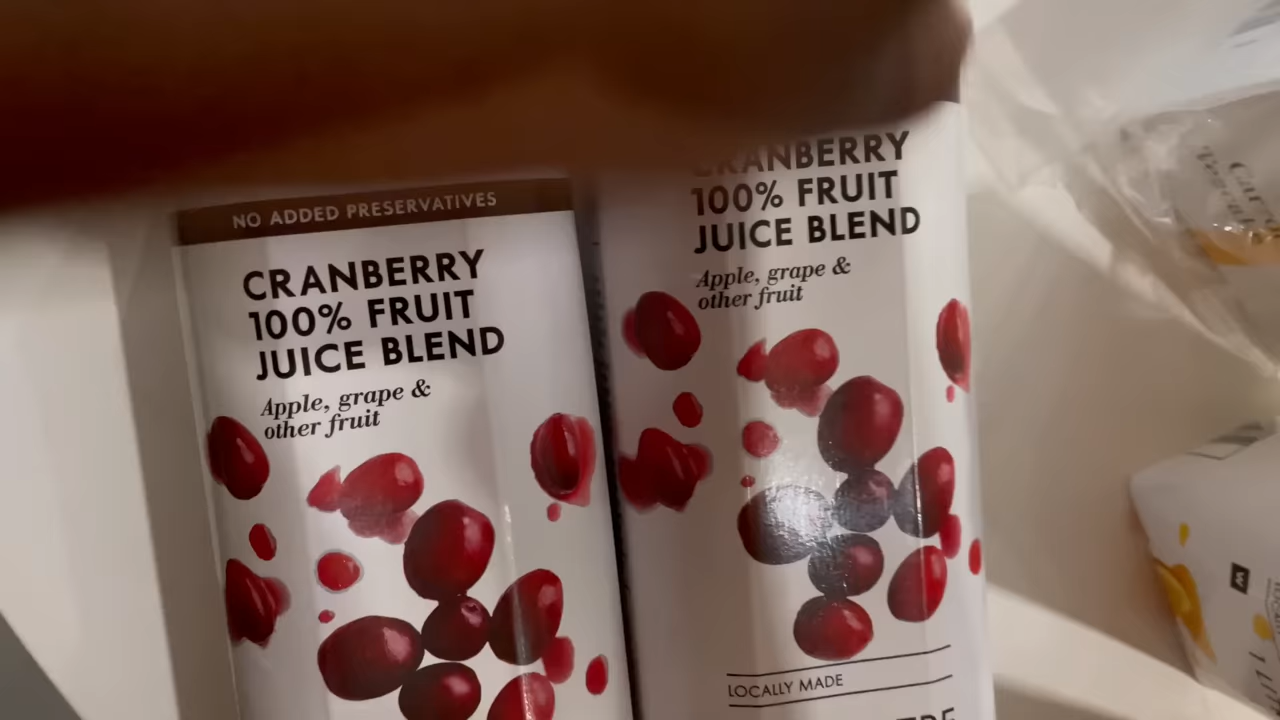 NO ADDED PRESERVATIVES
CRANBERRY
100% FRUIT
JUICE BLEND
Apple, grape &
other fruit
CRANBERRY
100% FRUIT
JUICE BLEND
Apple, grape &
other fruit
LOCALLY MADE
W